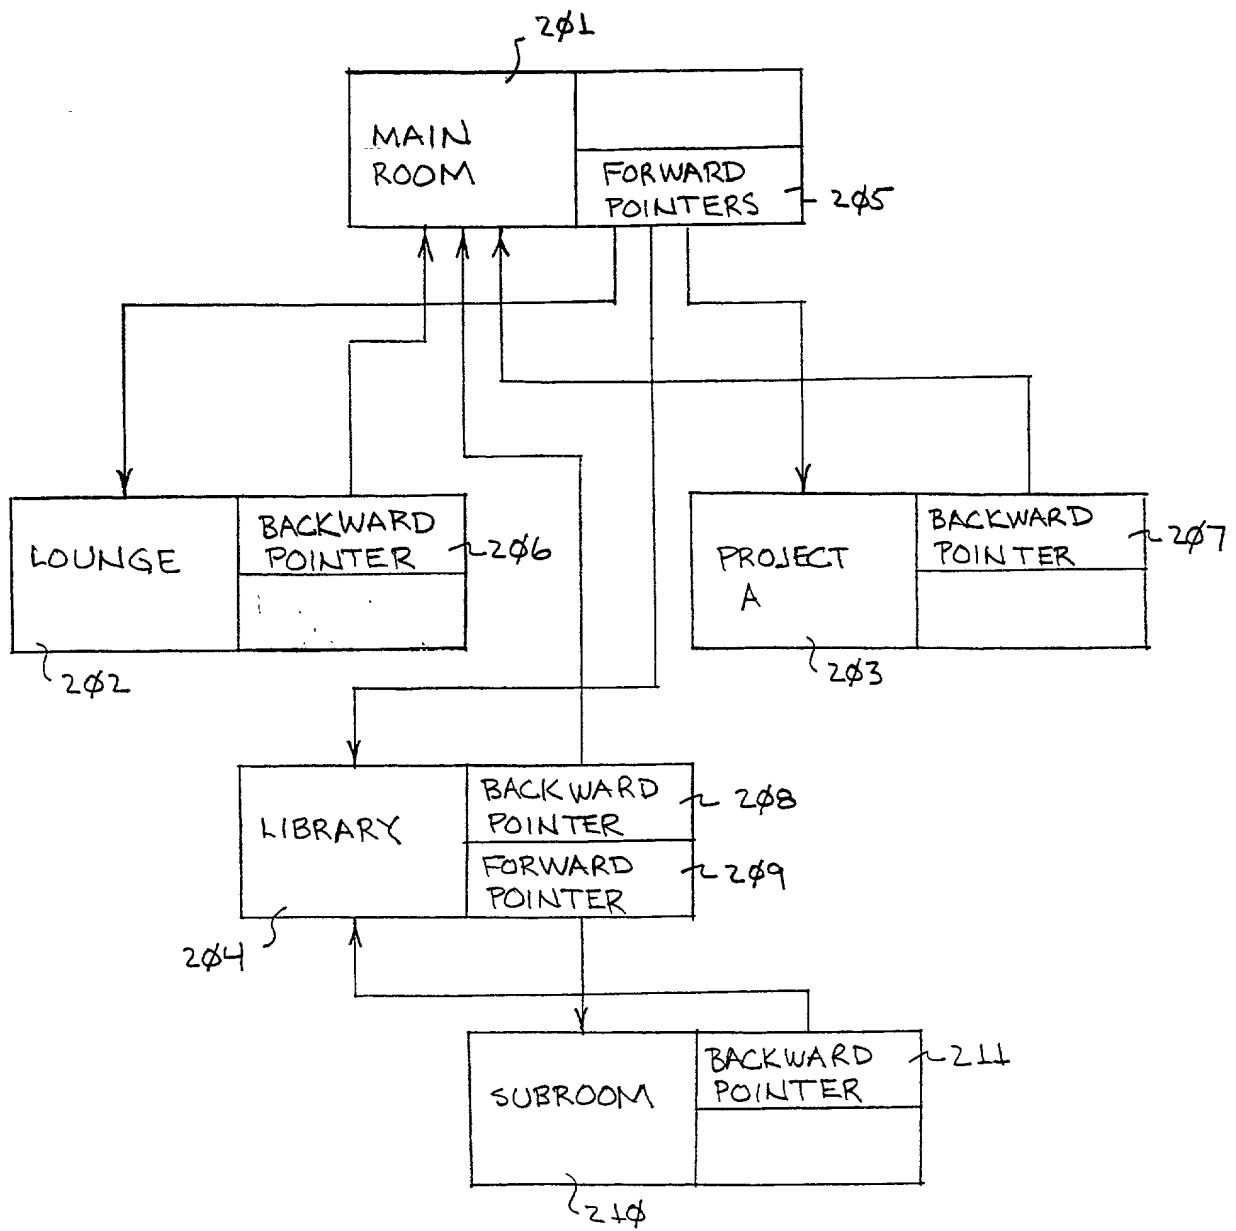 201
MAIN
ROOM
FORWARD
POINTERS
205
LOUNGE
BACKWARD
POINTER
206
202
PROJECT
A
BACKWARD
POINTER
207
203
LIBRARY
BACKWARD
POINTER
208
FORWARD
POINTER
209
204
SUBROOM
BACKWARD
POINTER
211
210